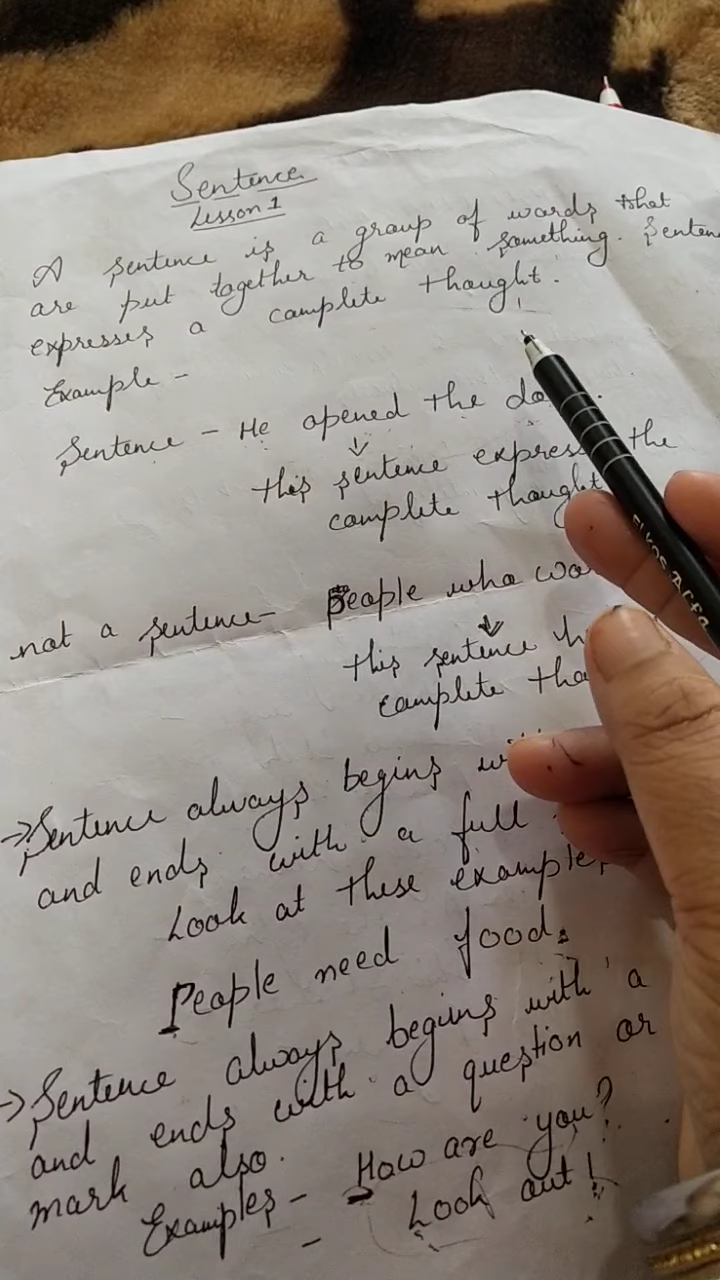 Sentence
Lesson 1
A sentence is a group of words that
are put together to mean something. Senten
expresses a complete thought.
Example -
Sentence - He opened the do
this sentence express the
complete thought
not a sentence - People who wo
this sentence h
complete tho
→ Sentence always begins
and ends with a full
Look at these example,
People need food.
→ Sentence always begins with a
and ends with a question or
mark also.
Examples - How are you?
- Look out!